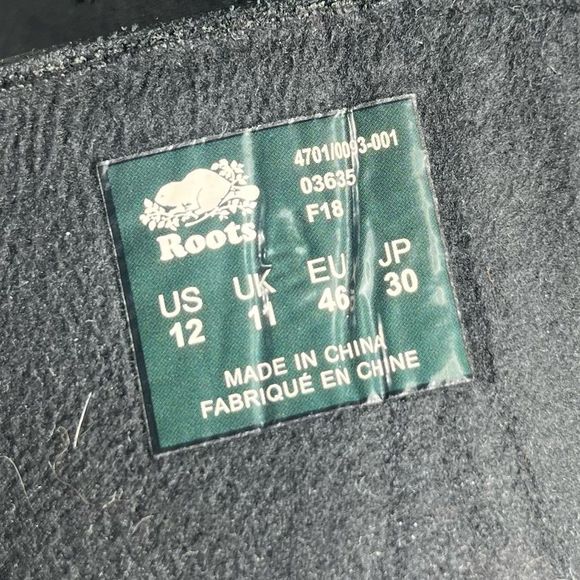 4701/0093-001
03635
F18
Roots
US UK EU JP
12 11 46 30
MADE IN CHINA
FABRIQUÉ EN CHINE